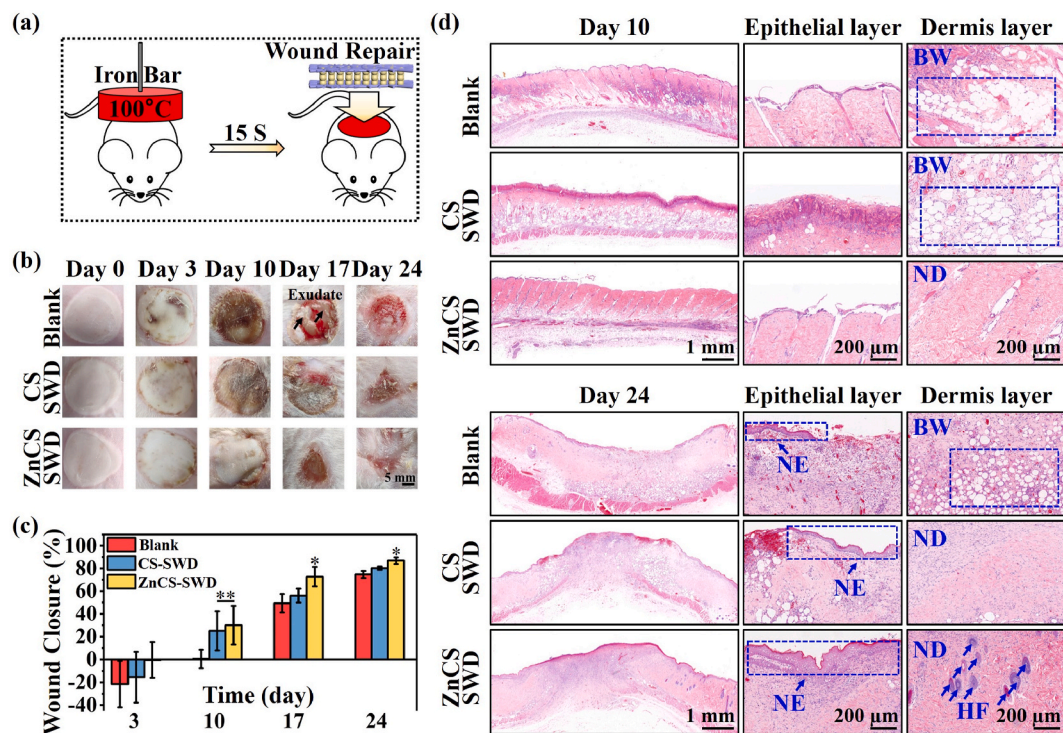 (a)
Iron Bar
100°C
15 S
Wound Repair
(b)
Day 0 Day 3 Day 10 Day 17 Day 24
Blank
Exudate
CS
SWD
ZnCS
SWD
5 mm
(c)
Wound Closure (%)
100
80
60
40
20
0
-20
-40
Blank
CS-SWD
ZnCS-SWD
**
*
*
Time (day)
3 10 17 24
(d)
Day 10 Epithelial layer Dermis layer
Blank
BW
CS
SWD
BW
ZnCS
SWD
ND
1 mm 200 μm 200 μm
Day 24 Epithelial layer Dermis layer
Blank
NE
BW
CS
SWD
NE
ND
ZnCS
SWD
NE
ND
HF
1 mm 200 μm 200 μm